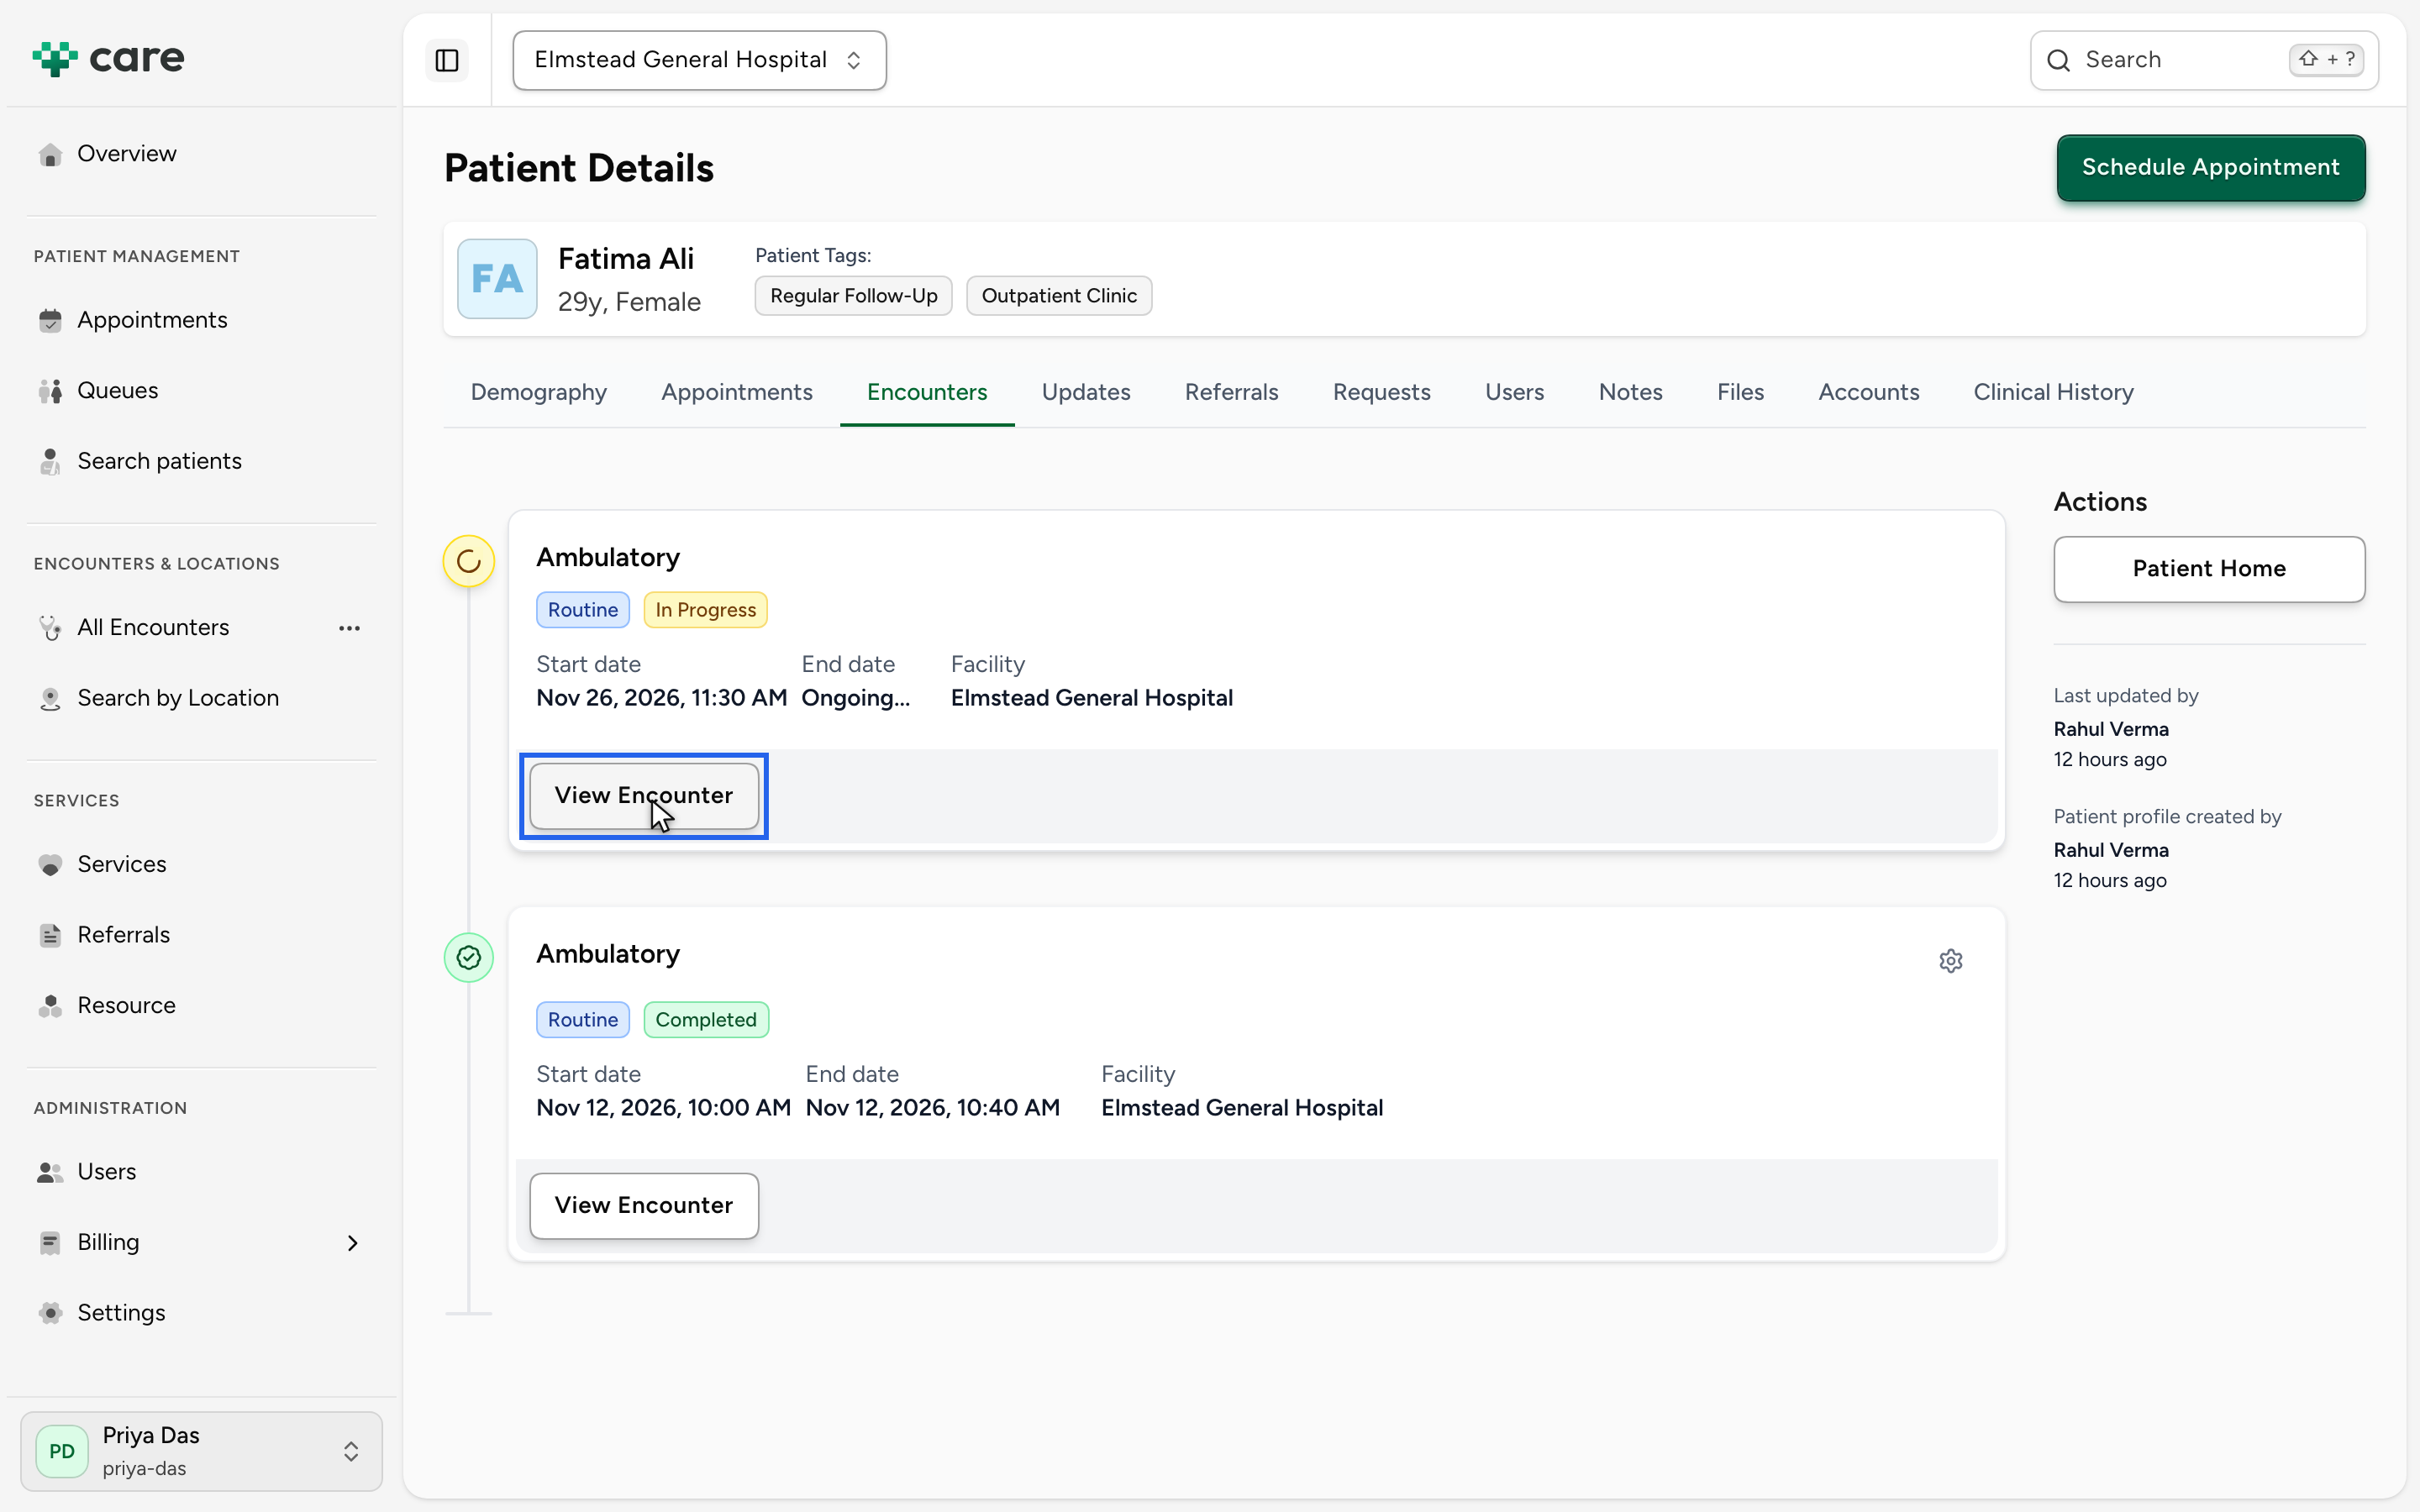 care
Elmstead General Hospital
Search
+ ?
Overview
PATIENT MANAGEMENT
Appointments
Queues
Search patients
ENCOUNTERS & LOCATIONS
All Encounters
Search by Location
SERVICES
Services
Referrals
Resource
ADMINISTRATION
Users
Billing
Settings
PD
Priya Das
priya-das
Patient Details
Schedule Appointment
FA
Fatima Ali
29y, Female
Patient Tags:
Regular Follow-Up
Outpatient Clinic
Demography Appointments Encounters Updates Referrals Requests Users Notes Files Accounts Clinical History
Ambulatory
Routine In Progress
Start date End date Facility
Nov 26, 2026, 11:30 AM Ongoing... Elmstead General Hospital
View Encounter
Ambulatory
Routine Completed
Start date End date Facility
Nov 12, 2026, 10:00 AM Nov 12, 2026, 10:40 AM Elmstead General Hospital
View Encounter
Actions
Patient Home
Last updated by
Rahul Verma
12 hours ago
Patient profile created by
Rahul Verma
12 hours ago